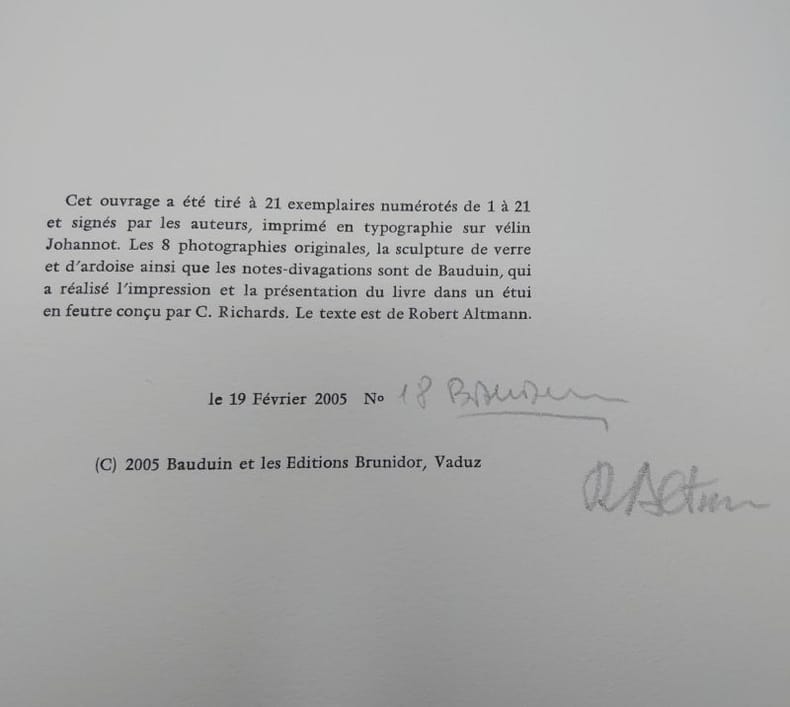 Cet ouvrage a été tiré à 21 exemplaires numérotés de 1 à 21
et signés par les auteurs, imprimé en typographie sur vélin
Johannot. Les 8 photographies originales, la sculpture de verre
et d'ardoise ainsi que les notes-divagations sont de Bauduin, qui
a réalisé l'impression et la présentation du livre dans un étui
en feutre conçu par C. Richards. Le texte est de Robert Altmann.
le 19 Février 2005 No 18 Bauduin
(C) 2005 Bauduin et les Editions Brunidor, Vaduz
R Altmann